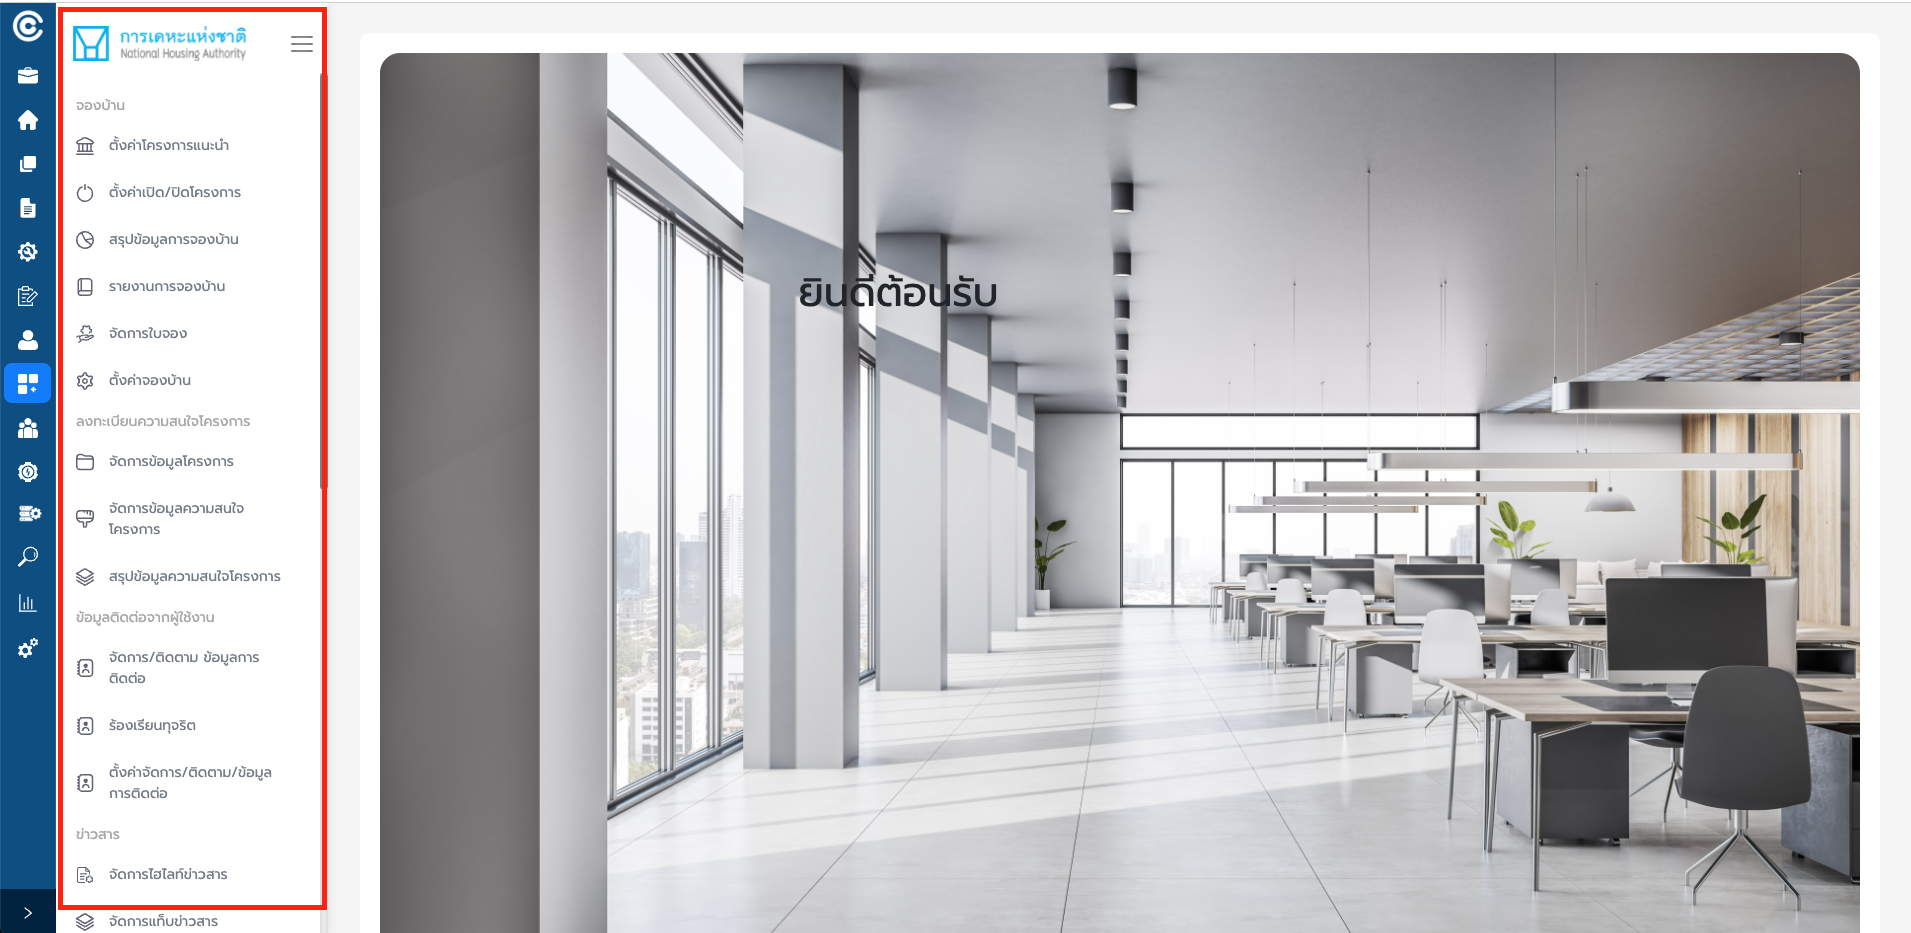 การเคหะแห่งชาติ
National Housing Authority
จองบ้าน
ตั้งค่าโครงการแนะนำ
ตั้งค่าเปิด/ปิดโครงการ
สรุปข้อมูลการจองบ้าน
รายงานการจองบ้าน
จัดการใบจอง
ตั้งค่าจองบ้าน
ลงทะเบียนความสนใจโครงการ
จัดการข้อมูลโครงการ
จัดการข้อมูลความสนใจ
โครงการ
สรุปข้อมูลความสนใจโครงการ
ข้อมูลติดต่อจากผู้ใช้งาน
จัดการ/ติดตาม ข้อมูลการ
ติดต่อ
ร้องเรียนทุจริต
ตั้งค่าจัดการ/ติดตาม/ข้อมูล
การติดต่อ
ข่าวสาร
จัดการไฮไลท์ข่าวสาร
จัดการแท็บข่าวสาร
ยินดีต้อนรับ